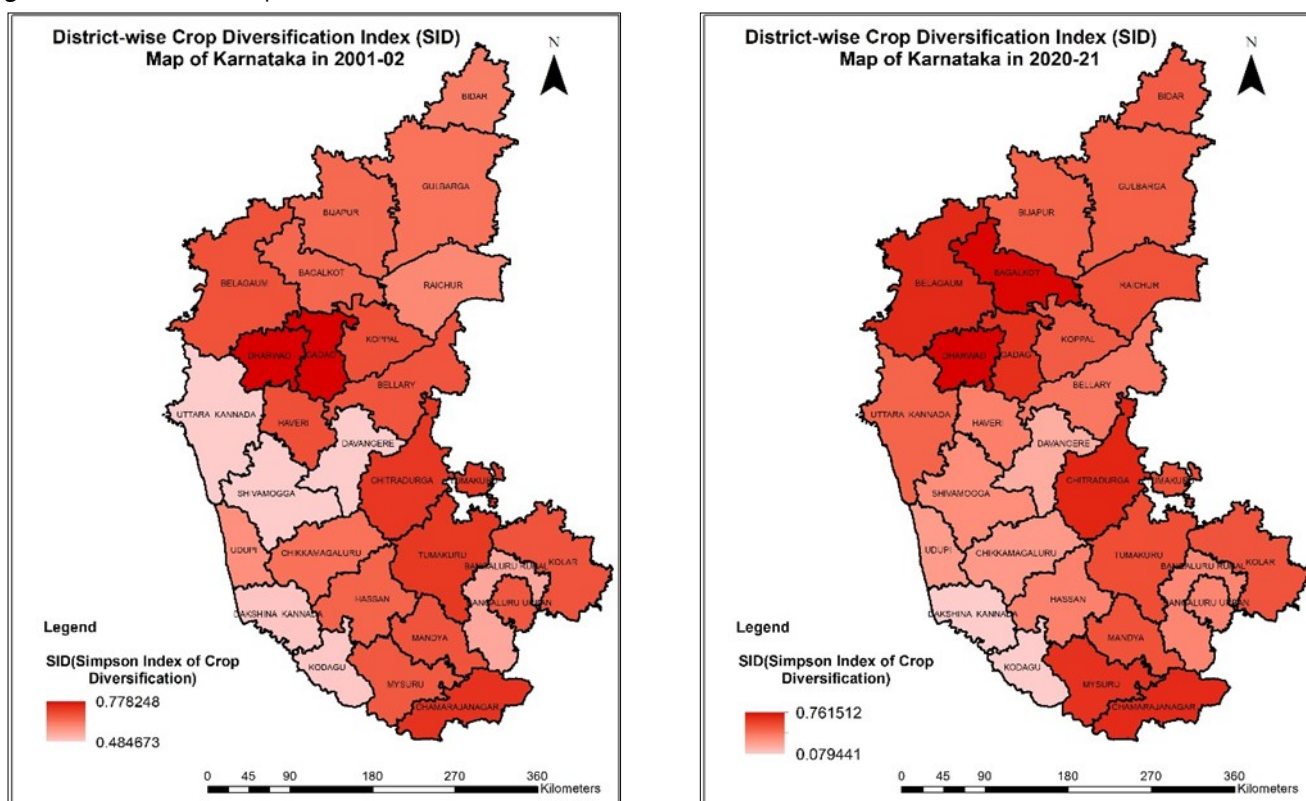 District-wise Crop Diversification Index (SID)
Map of Karnataka in 2001-02
N
BIDAR
GULBARGA
BIJAPUR
BAGALKOT
BELAGAUM
RAICHUR
DHARWAD
GADAG
KOPPAL
BELLARY
UTTARA KANNADA
HAVERI
DAVANGERE
SHIVAMOGGA
CHITRADURGA
TUMAKURU
UDUPI
CHIKKAMAGALURU
TUMAKURU
BANGALURU RURAL
KOLAR
HASSAN
BANGALURU URBAN
DAKSHINA KANNADA
MANDYA
KODAGU
MYSURU
CHAMARAJANAGAR
Legend
SID(Simpson Index of Crop
Diversification)
0.778248
0.484673
0 45 90 180 270 360
Kilometers
District-wise Crop Diversification Index (SID)
Map of Karnataka in 2020-21
N
BIDAR
GULBARGA
BIJAPUR
BAGALKOT
BELAGAUM
RAICHUR
DHARWAD
GADAG
KOPPAL
BELLARY
UTTARA KANNADA
HAVERI
DAVANGERE
SHIVAMOGGA
CHITRADURGA
TUMAKURU
UDUPI
CHIKKAMAGALURU
TUMAKURU
BANGALURU RURAL
KOLAR
HASSAN
BANGALURU URBAN
DAKSHINA KANNADA
MANDYA
KODAGU
MYSURU
CHAMARAJANAGAR
Legend
SID(Simpson Index of Crop
Diversification)
0.761512
0.079441
0 45 90 180 270 360
Kilometers